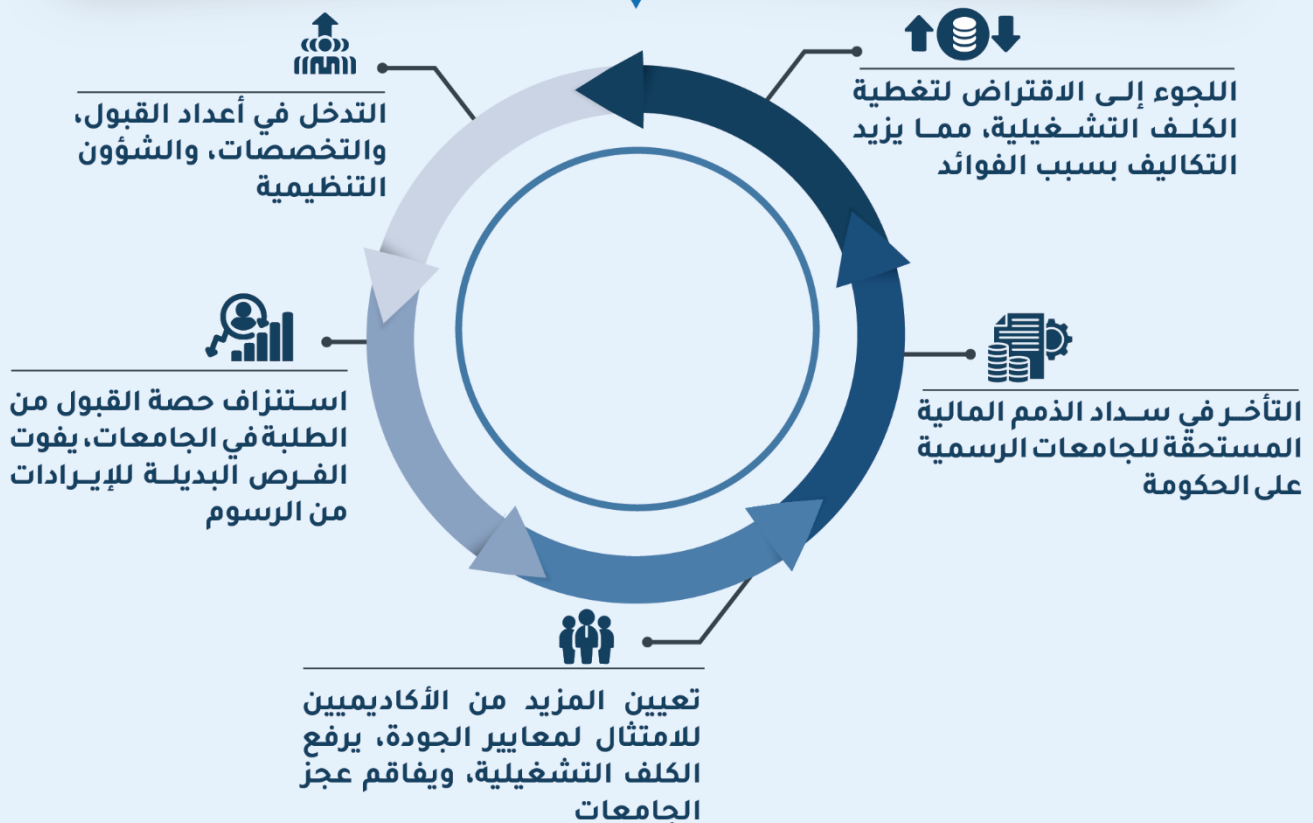 التدخل في أعداد القبول،
والتخصصات، والشؤون
التنظيمية
اللجوء إلى الاقتراض لتغطية
الكلف التشغيلية، مما يزيد
التكاليف بسبب الفوائد
استنزاف حصة القبول من
الطلبة في الجامعات، يفوت
الفرص البديلة للإيرادات
من الرسوم
التأخر في سداد الذمم المالية
المستحقة للجامعات الرسمية
على الحكومة
تعيين المزيد من الأكاديميين
للامتثال لمعايير الجودة، يرفع
الكلف التشغيلية، ويفاقم عجز
الجامعات